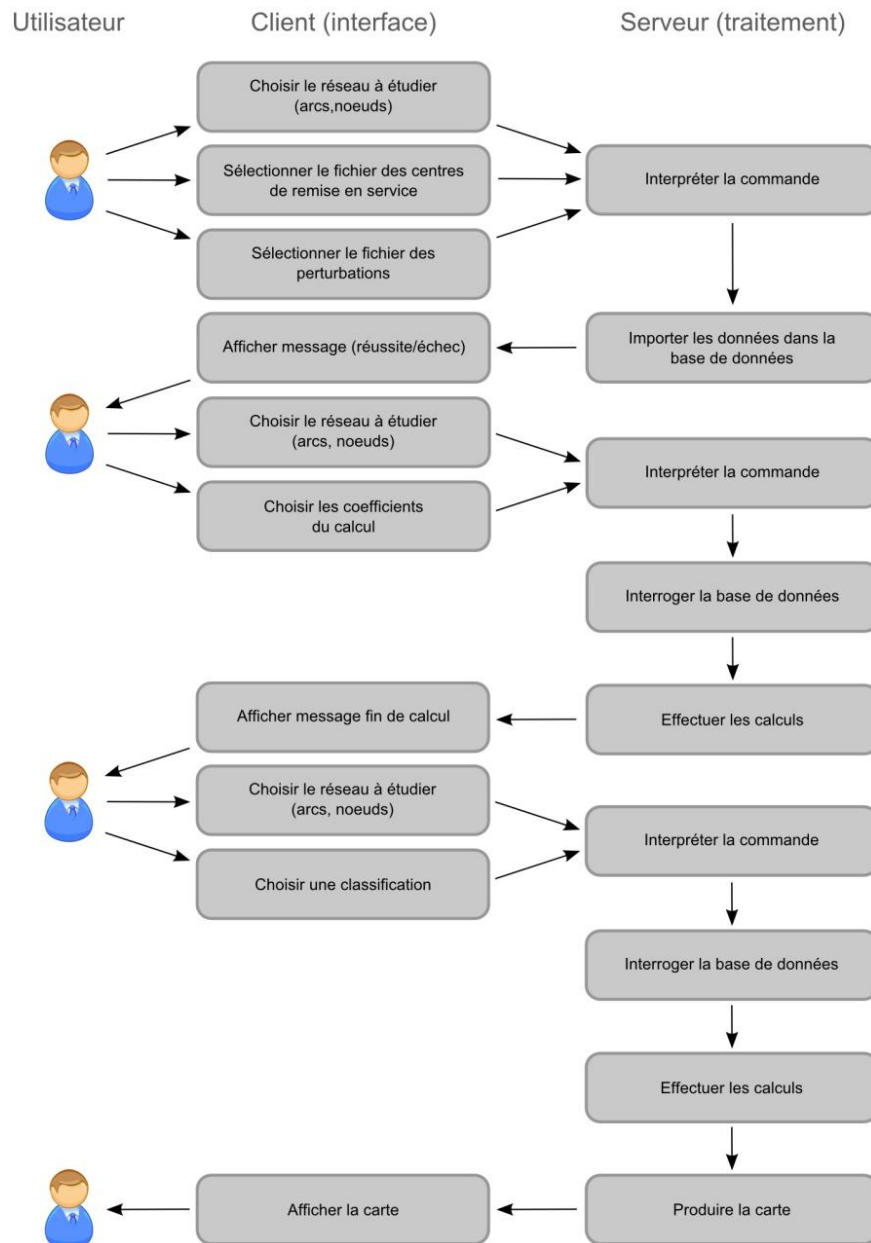 Utilisateur
Client (interface)
Serveur (traitement)
Choisir le réseau à étudier
(arcs,noeuds)
Sélectionner le fichier des centres
de remise en service
Interpréter la commande
Sélectionner le fichier des
perturbations
Afficher message (réussite/échec)
Importer les données dans la
base de données
Choisir le réseau à étudier
(arcs, noeuds)
Interpréter la commande
Choisir les coefficients
du calcul
Interroger la base de données
Afficher message fin de calcul
Effectuer les calculs
Choisir le réseau à étudier
(arcs, noeuds)
Interpréter la commande
Choisir une classification
Interroger la base de données
Effectuer les calculs
Afficher la carte
Produire la carte